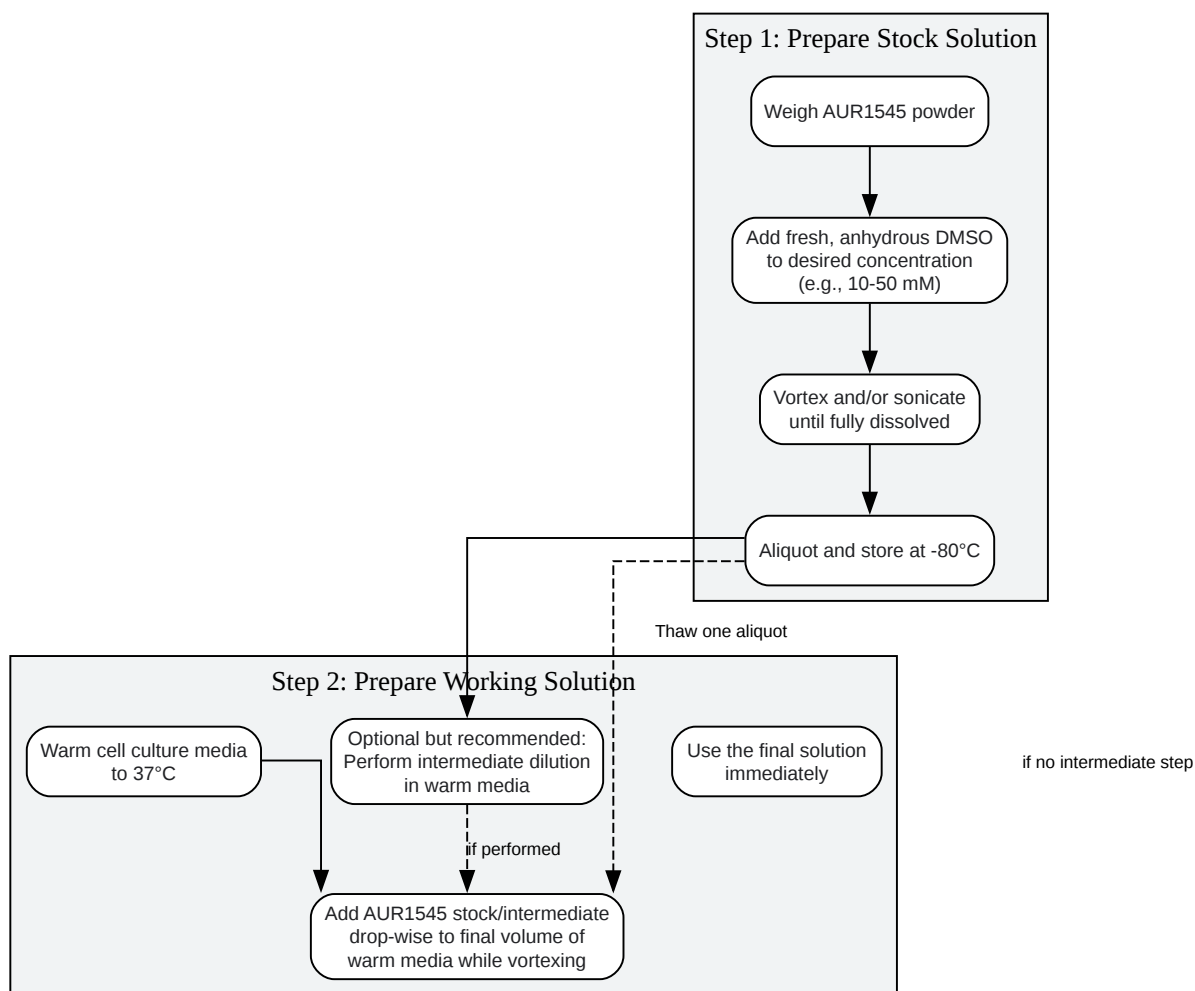 Step 1: Prepare Stock Solution
Weigh AUR1545 powder
Add fresh, anhydrous DMSO
to desired concentration
(e.g., 10-50 mM)
Vortex and/or sonicate
until fully dissolved
Aliquot and store at -80°C
Thaw one aliquot
Step 2: Prepare Working Solution
Warm cell culture media
to 37°C
Optional but recommended:
Perform intermediate dilution
in warm media
Use the final solution
immediately
if no intermediate step
if performed
Add AUR1545 stock/intermediate
drop-wise to final volume of
warm media while vortexing